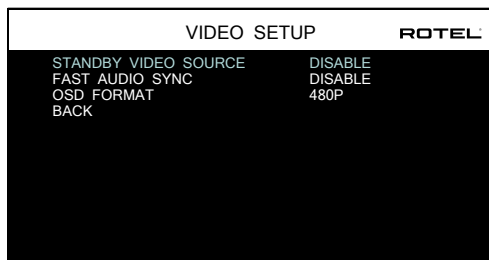 VIDEO SETUP ROTEL
STANDBY VIDEO SOURCE DISABLE
FAST AUDIO SYNC DISABLE
OSD FORMAT 480P
BACK